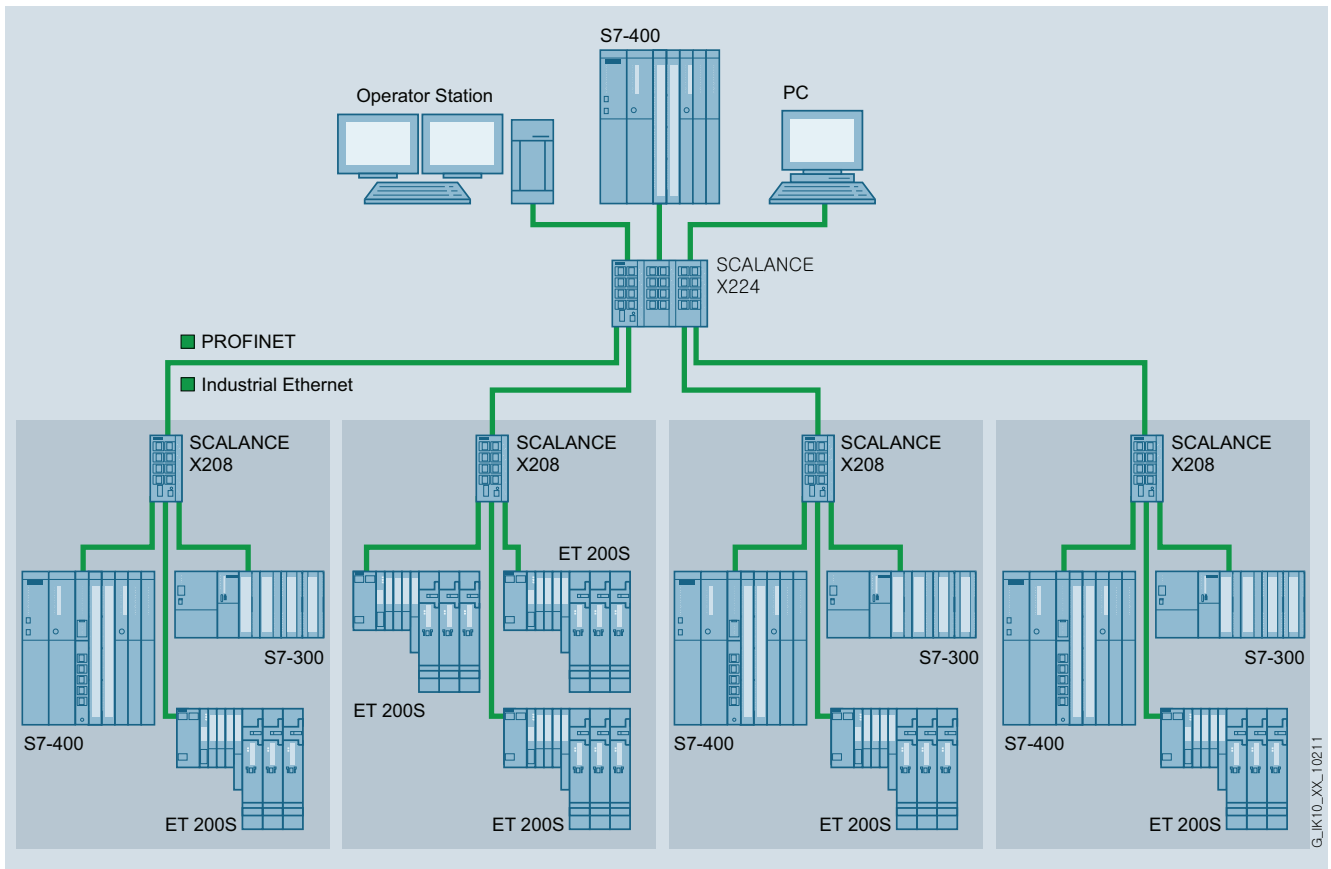 S7-400
Operator Station
PC
SCALANCE
X224
PROFINET
Industrial Ethernet
SCALANCE
X208
S7-300
S7-400
ET 200S
SCALANCE
X208
ET 200S
ET 200S
ET 200S
SCALANCE
X208
S7-300
S7-400
ET 200S
SCALANCE
X208
S7-300
S7-400
ET 200S
G_IK10_XX_10211